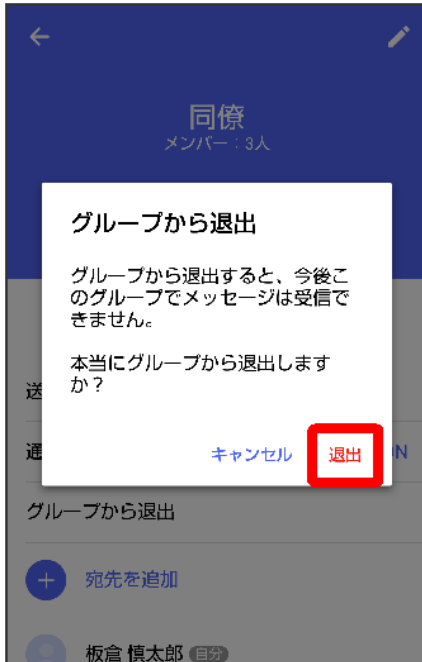 同僚
メンバー：3人
グループから退出
グループから退出すると、今後こ
のグループでメッセージは受信で
きません。
本当にグループから退出します
か？
送
キャンセル 退出
通 N
グループから退出
宛先を追加
板倉 慎太郎 自分